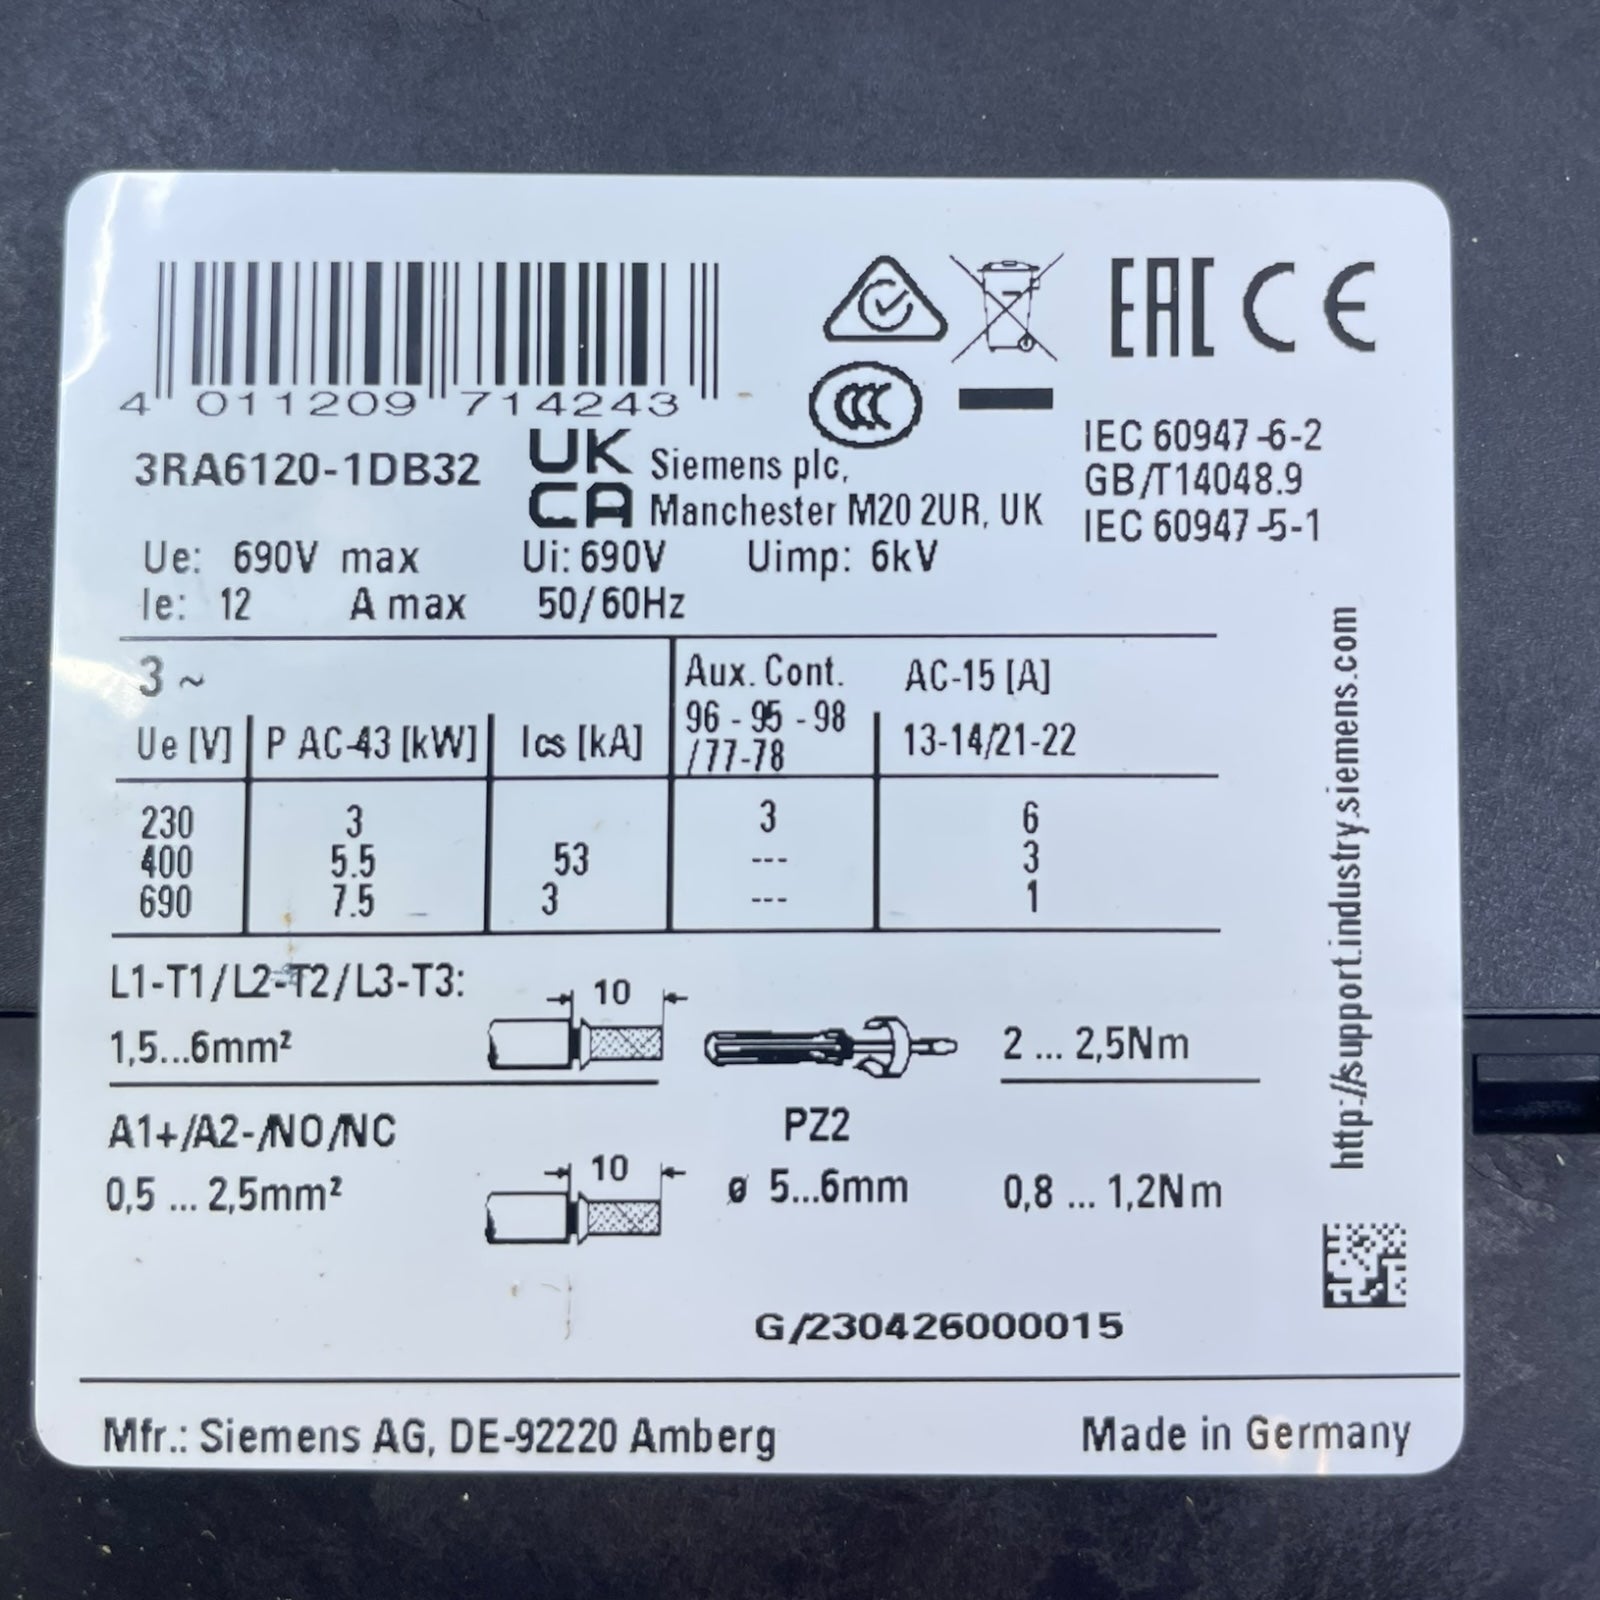 EAC CE
4 011209 714243
CCC
3RA6120-1DB32
UK
CA
Siemens plc,
Manchester M20 2UR, UK
IEC 60947-6-2
GB/T14048.9
IEC 60947-5-1
Ue: 690V max Ui: 690V Uimp: 6kV
Ie: 12 A max 50/60Hz
3 ~
Aux. Cont. AC-15 [A]
Ue [V] P AC-43 [kW] Ics [kA] 96 - 95 - 98 13-14/21-22
/77-78
230 3 3 6
400 5.5 53 --- 3
690 7.5 3 --- 1
L1-T1/L2-T2/L3-T3: 10
1,5...6mm² 2 ... 2,5Nm
A1+/A2-/NO/NC PZ2
10
0,5 ... 2,5mm² ø 5...6mm 0,8 ... 1,2Nm
http://support.industry.siemens.com
G/230426000015
Mfr.: Siemens AG, DE-92220 Amberg Made in Germany